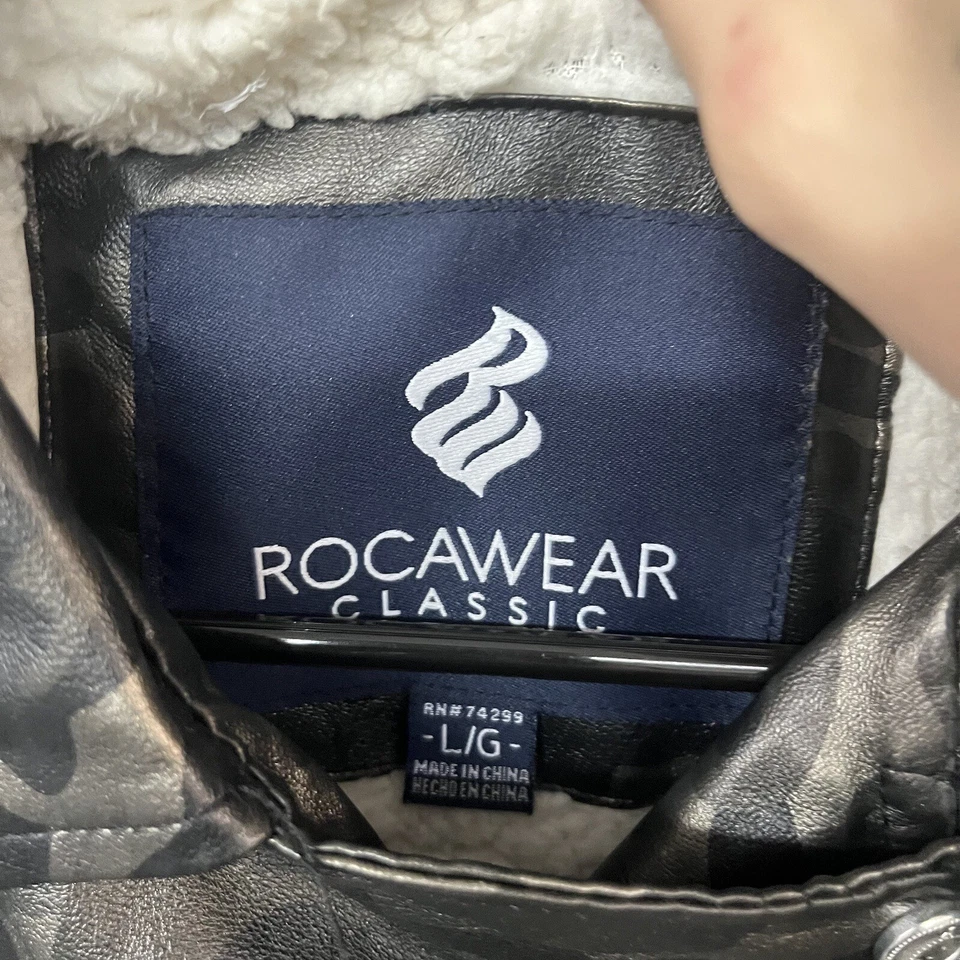 ROCAWEAR
CLASSIC
RN#74299
-L/G-
MADE IN CHINA
HECHO EN CHINA